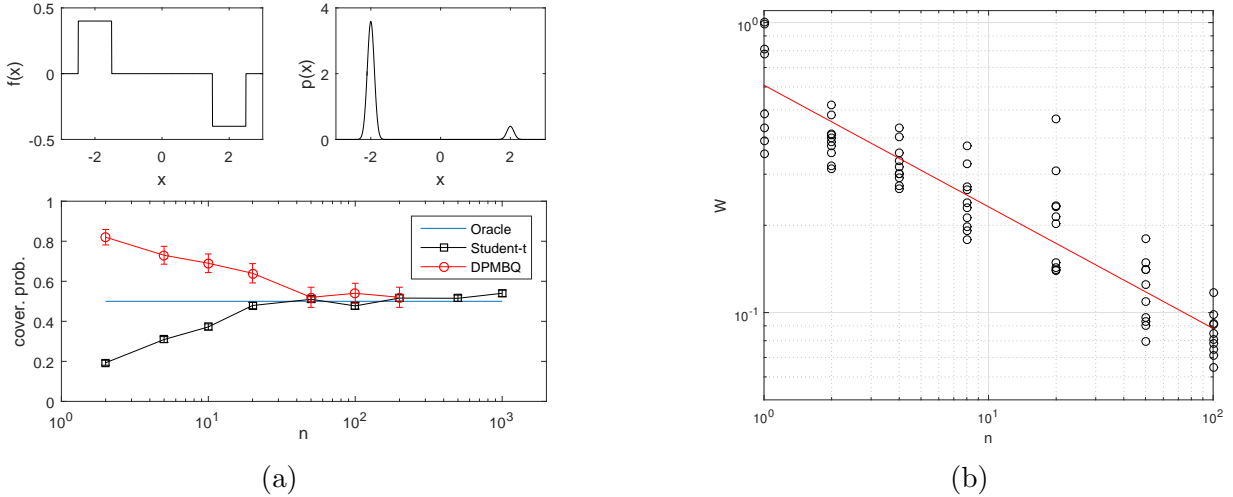 0.5
0
-0.5
f(x)
-2 0 2
x
4
2
0
p(x)
-2 0 2
x
1
0.8
0.6
0.4
0.2
0
cover. prob.
Oracle
Student-t
DPMBQ
10^0 10^1 10^2 10^3
n
(a)
10^0
10^-1
W
10^0 10^1 10^2
n
(b)